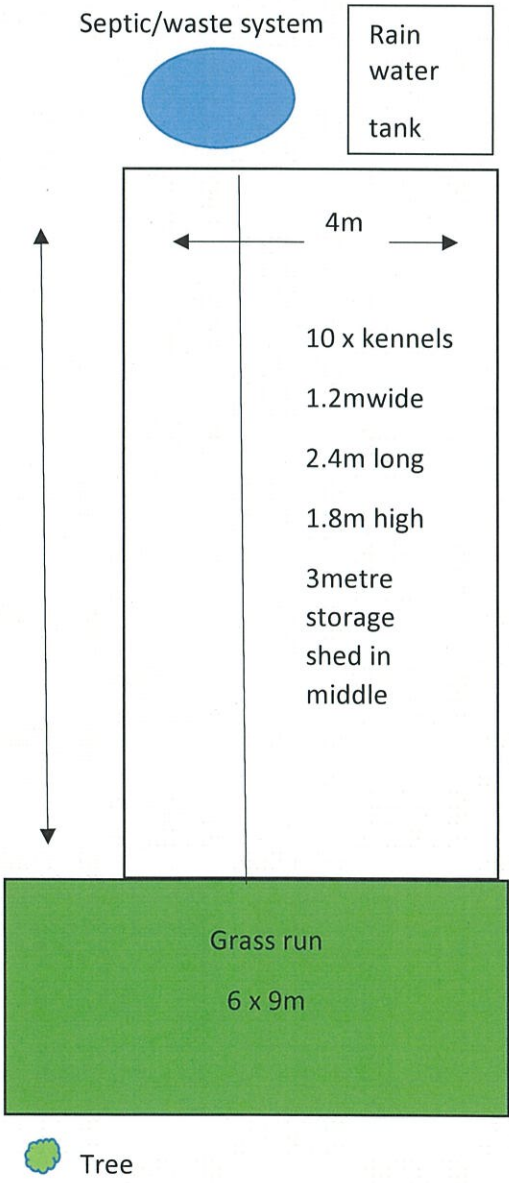 Septic/waste system
Rain
water
tank
4m
10 x kennels
1.2mwide
2.4m long
1.8m high
3metre
storage
shed in
middle
Grass run
6 x 9m
Tree